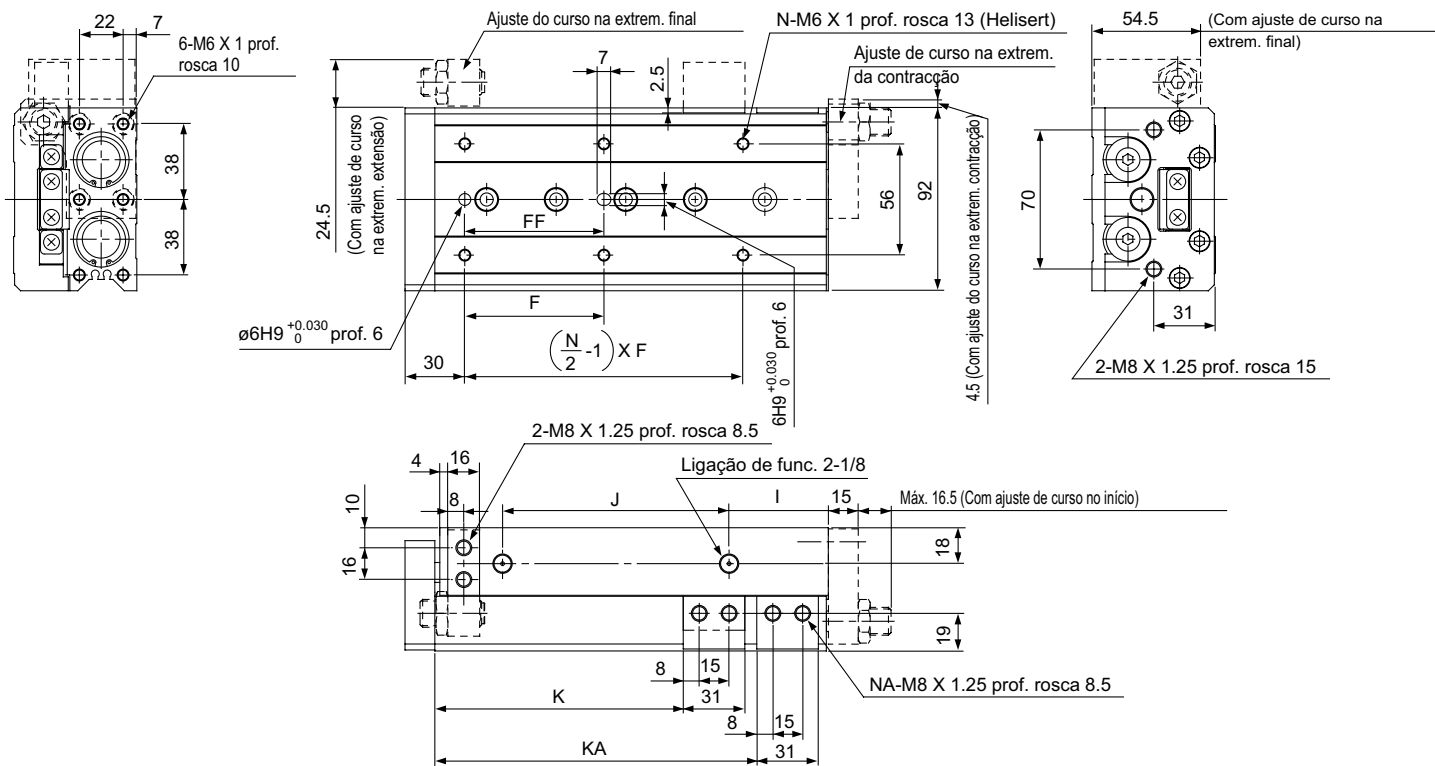 22
7
6-M6 X 1 prof.
rosca 10
38
38
Ajuste do curso na extrem. final
N-M6 X 1 prof. rosca 13 (Helisert)
Ajuste de curso na extrem.
da contracção
7
2.5
24.5
(Com ajuste de curso
na extrem. extensão)
FF
F
30
(N/2 -1) X F
ø6H9 +0.030 0 prof. 6
6H9 +0.030 0 prof. 6
56
92
4.5 (Com ajuste do curso na extrem. contracção)
54.5
(Com ajuste de curso na
extrem. final)
70
31
2-M8 X 1.25 prof. rosca 15
2-M8 X 1.25 prof. rosca 8.5
Ligação de func. 2-1/8
4
16
8
10
16
J
I
15
Máx. 16.5 (Com ajuste de curso no início)
18
19
8
15
31
K
NA-M8 X 1.25 prof. rosca 8.5
8
15
31
KA